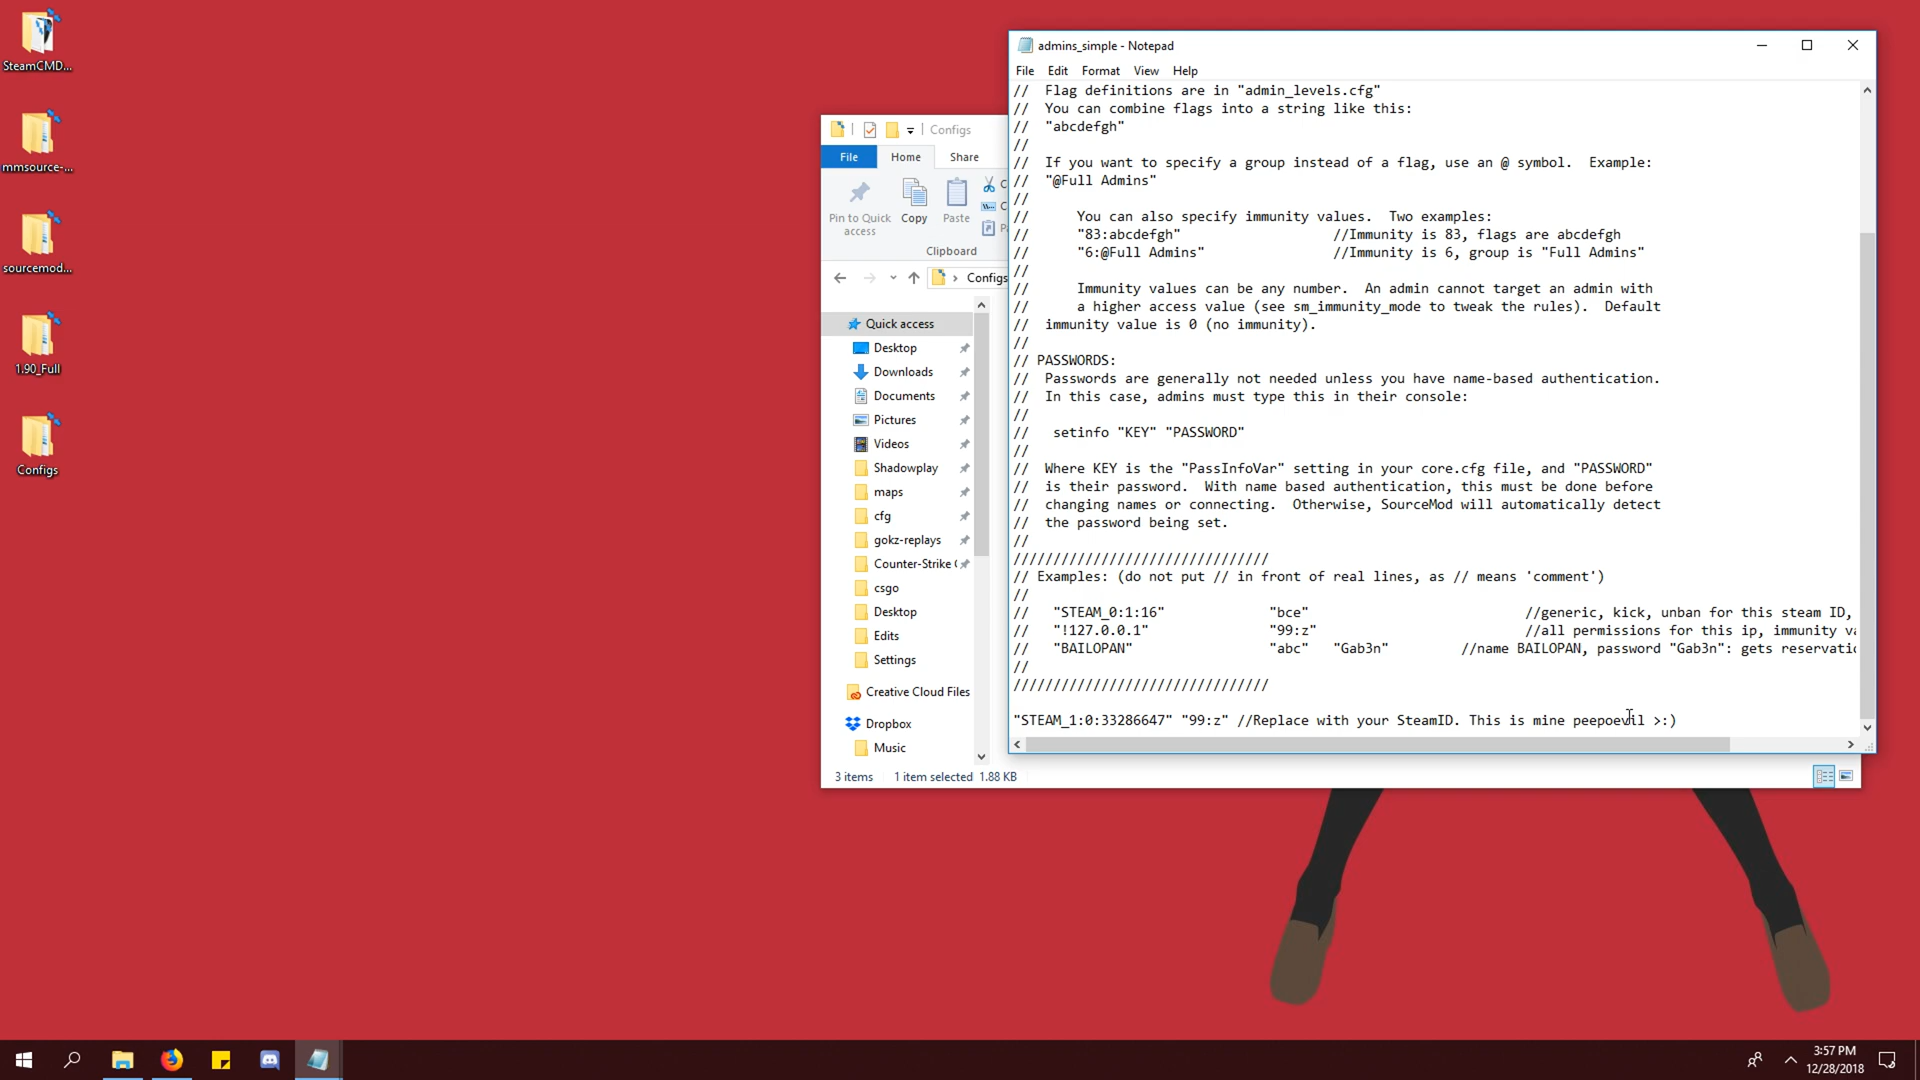 SteamCMD...
mmsource-...
sourcemod...
1.90_Full
Configs
Configs
File
Home
Share
Pin to Quick
access
Copy
Paste
Clipboard
Configs
Quick access
Desktop
Downloads
Documents
Pictures
Videos
Shadowplay
maps
cfg
gokz-replays
Counter-Strike
csgo
Desktop
Edits
Settings
Creative Cloud Files
Dropbox
Music
3 items
1 item selected 1.88 KB
admins_simple - Notepad
File Edit Format View Help
// Flag definitions are in "admin_levels.cfg"
// You can combine flags into a string like this:
// "abcdefgh"
//
// If you want to specify a group instead of a flag, use an @ symbol. Example:
// "@Full Admins"
//
// You can also specify immunity values. Two examples:
// "83:abcdefgh" //Immunity is 83, flags are abcdefgh
// "6:@Full Admins" //Immunity is 6, group is "Full Admins"
//
// Immunity values can be any number. An admin cannot target an admin with
// a higher access value (see sm_immunity_mode to tweak the rules). Default
// immunity value is 0 (no immunity).
//
// PASSWORDS:
// Passwords are generally not needed unless you have name-based authentication.
// In this case, admins must type this in their console:
//
// setinfo "KEY" "PASSWORD"
//
// Where KEY is the "PassInfoVar" setting in your core.cfg file, and "PASSWORD"
// is their password. With name based authentication, this must be done before
// changing names or connecting. Otherwise, SourceMod will automatically detect
// the password being set.
//
////////////////////////////////
// Examples: (do not put // in front of real lines, as // means 'comment')
//
// "STEAM_0:1:16" "bce" //generic, kick, unban for this steam ID,
// "!127.0.0.1" "99:z" //all permissions for this ip, immunity va
// "BAILOPAN" "abc" "Gab3n" //name BAILOPAN, password "Gab3n": gets reservatio
//
////////////////////////////////
"STEAM_1:0:33286647" "99:z" //Replace with your SteamID. This is mine peepoevil >:)
3:57 PM
12/28/2018